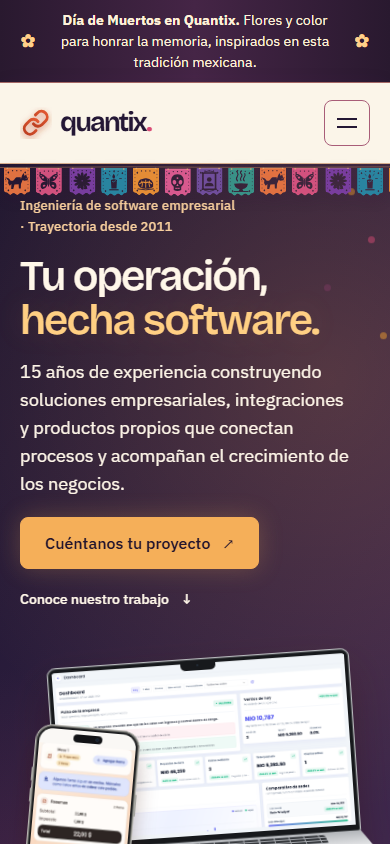 Día de Muertos en Quantix. Flores y color
para honrar la memoria, inspirados en esta
tradición mexicana.
quantix.
Ingeniería de software empresarial
· Trayectoria desde 2011
Tu operación,
hecha software.
15 años de experiencia construyendo
soluciones empresariales, integraciones
y productos propios que conectan
procesos y acompañan el crecimiento de
los negocios.
Cuéntanos tu proyecto ↗
Conoce nuestro trabajo ↓
Dashboard
Dashboard